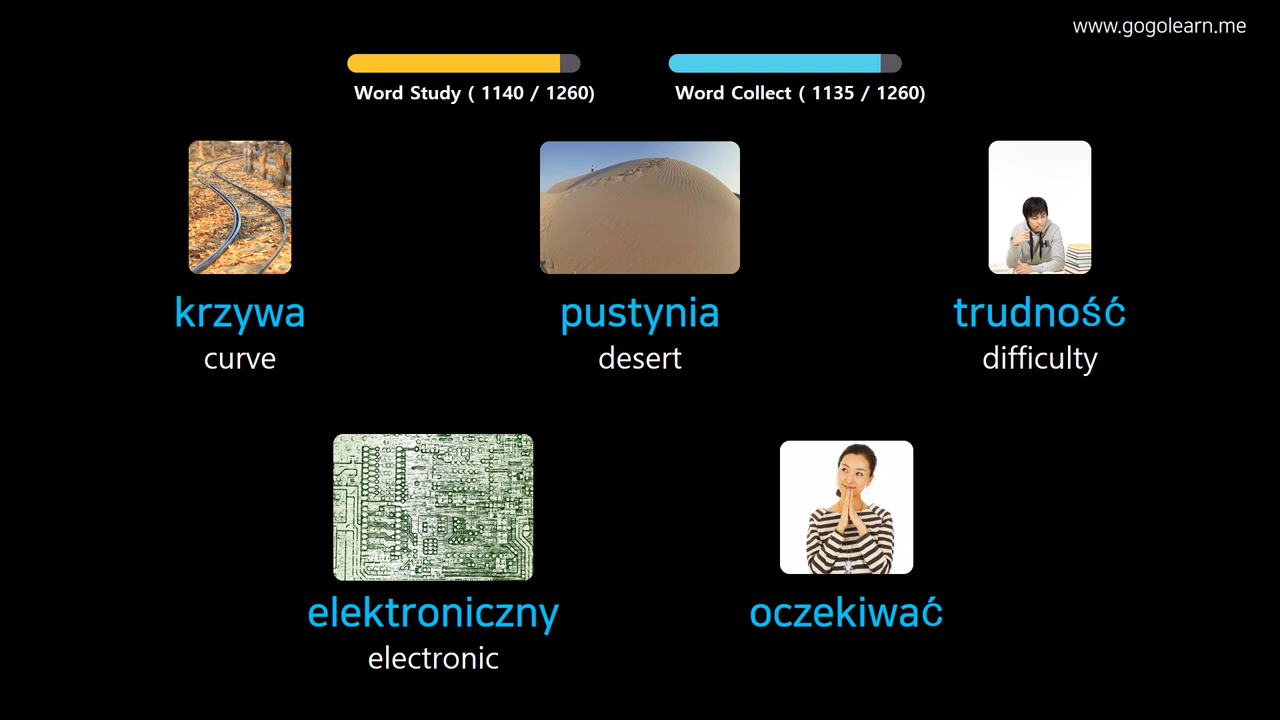 www.gogolearn.me
Word Study ( 1140 / 1260)
Word Collect ( 1135 / 1260)
krzywa
curve
pustynia
desert
trudność
difficulty
elektroniczny
electronic
oczekiwać